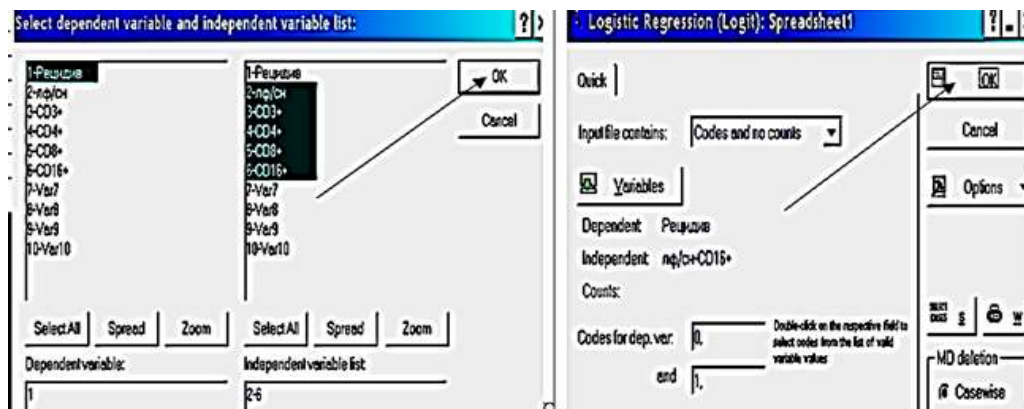 Select dependent variable and independent variable list:
1-Рецидив
2-лф/сн
3-CD3+
4-CD4+
5-CD8+
6-CD16+
7-Var7
8-Var8
9-Var9
10-Var10
1-Рецидив
2-лф/сн
3-CD3+
4-CD4+
5-CD8+
6-CD16+
7-Var7
8-Var8
9-Var9
10-Var10
OK
Cancel
Select All Spread Zoom
Select All Spread Zoom
Dependent variable:
1
Independent variable list:
2-6
Logistic Regression (Logit): Spreadsheet1
Quick
Input file contains: Codes and no counts
Variables
Dependent: Рецидив
Independent: лф/сн-CD16+
Counts:
Codes for dep. var: 0,
and 1,
Double-click on the respective field to
select codes from the list of valid
variable values
OK
Cancel
Options
SELECT
CASES S W
MD deletion
Casewise